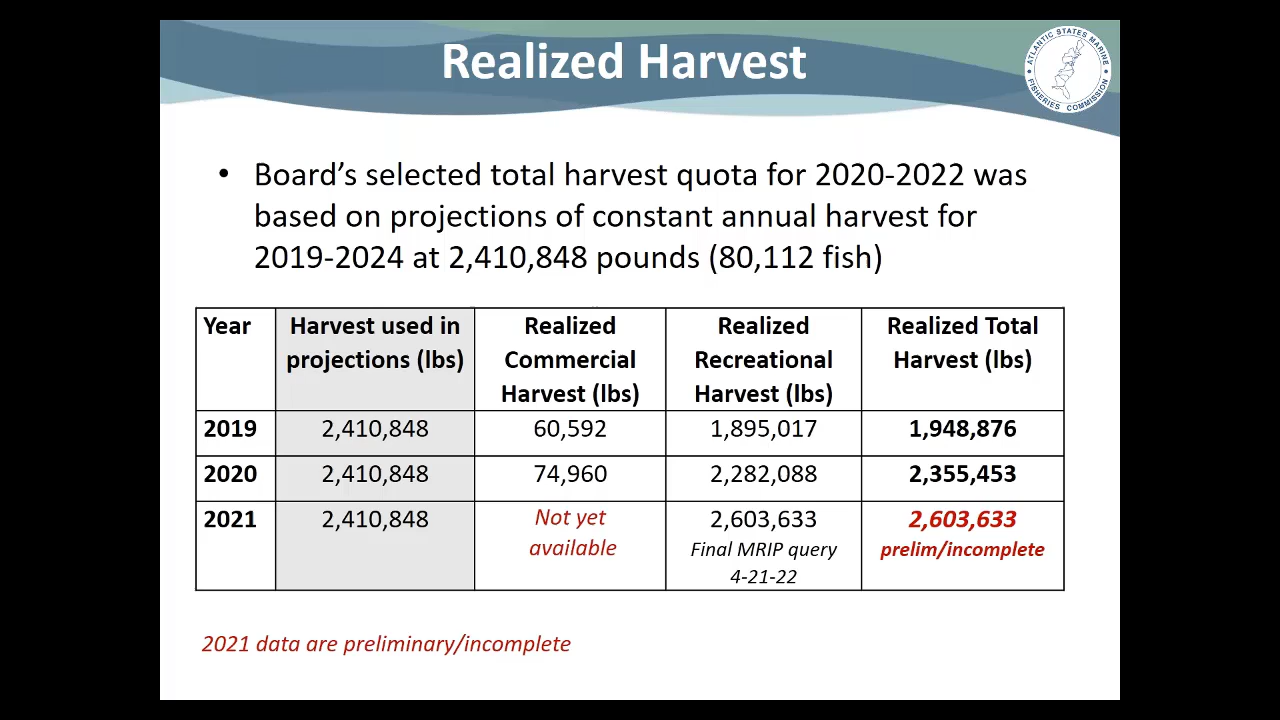 Realized Harvest
ATLANTIC STATES MARINE
FISHERIES COMMISSION
• Board's selected total harvest quota for 2020-2022 was
based on projections of constant annual harvest for
2019-2024 at 2,410,848 pounds (80,112 fish)
Year Harvest used in projections (lbs) Realized Commercial Harvest (lbs) Realized Recreational Harvest (lbs) Realized Total Harvest (lbs)
2019 2,410,848 60,592 1,895,017 1,948,876
2020 2,410,848 74,960 2,282,088 2,355,453
2021 2,410,848 Not yet available 2,603,633 Final MRIP query 4-21-22 2,603,633 prelim/incomplete
2021 data are preliminary/incomplete